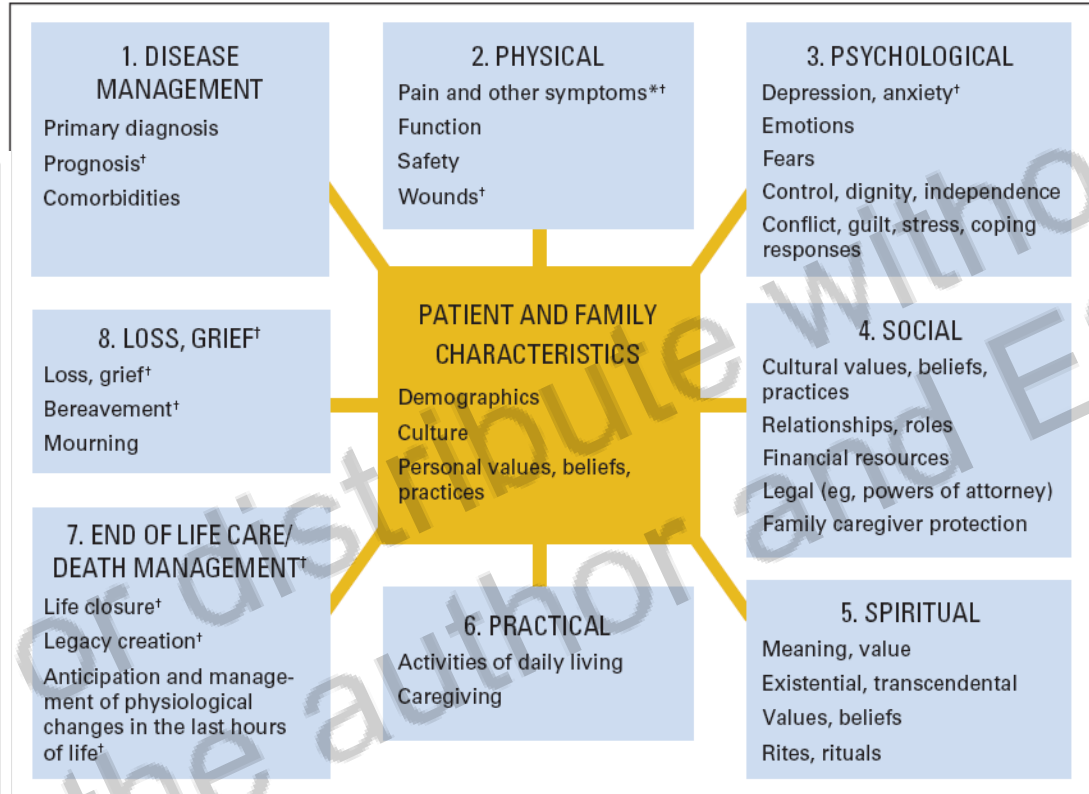 1. DISEASE
MANAGEMENT
Primary diagnosis
Prognosis†
Comorbidities
2. PHYSICAL
Pain and other symptoms*†
Function
Safety
Wounds†
3. PSYCHOLOGICAL
Depression, anxiety†
Emotions
Fears
Control, dignity, independence
Conflict, guilt, stress, coping
responses
8. LOSS, GRIEF†
Loss, grief†
Bereavement†
Mourning
PATIENT AND FAMILY
CHARACTERISTICS
Demographics
Culture
Personal values, beliefs,
practices
4. SOCIAL
Cultural values, beliefs,
practices
Relationships, roles
Financial resources
Legal (eg, powers of attorney)
Family caregiver protection
7. END OF LIFE CARE/
DEATH MANAGEMENT†
Life closure†
Legacy creation†
Anticipation and manage-
ment of physiological
changes in the last hours
of life†
6. PRACTICAL
Activities of daily living
Caregiving
5. SPIRITUAL
Meaning, value
Existential, transcendental
Values, beliefs
Rites, rituals
or distribute
the author and